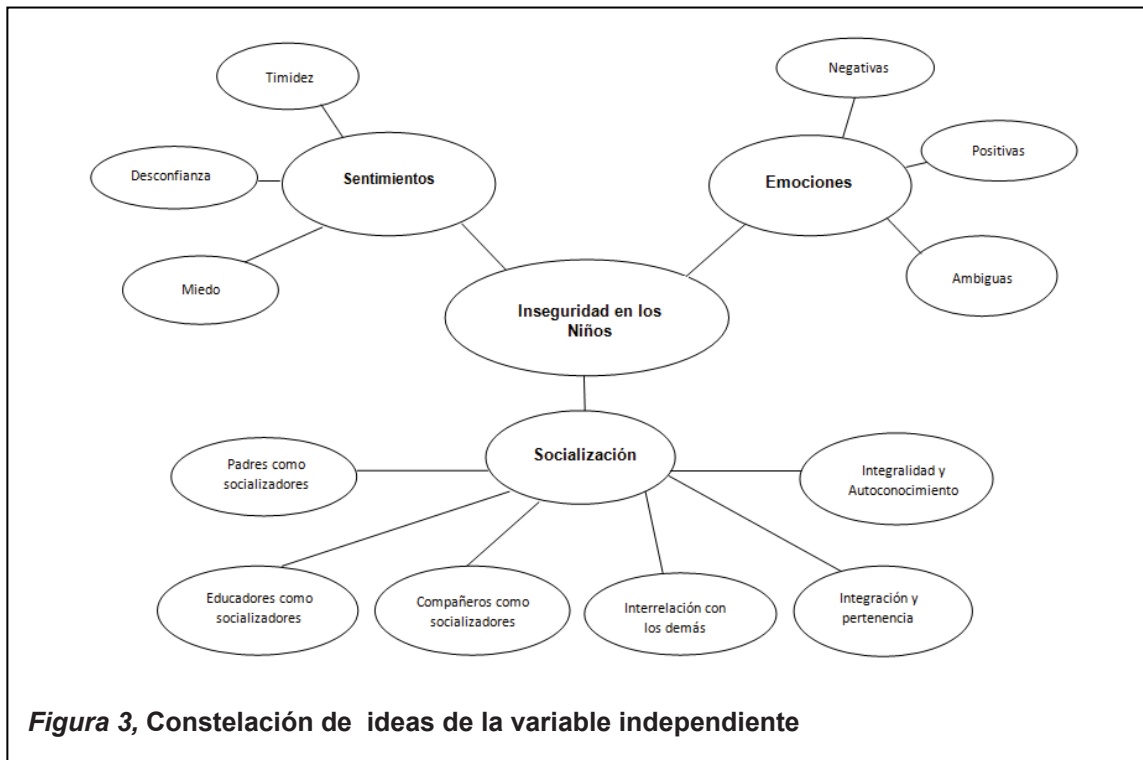 Timidez
Desconfianza
Sentimientos
Miedo
Negativas
Positivas
Emociones
Ambiguas
Inseguridad en los
Niños
Socialización
Padres como
socializadores
Integralidad y
Autoconocimiento
Educadores como
socializadores
Compañeros como
socializadores
Interrelación con
los demás
Integración y
pertenencia
Figura 3, Constelación de ideas de la variable independiente